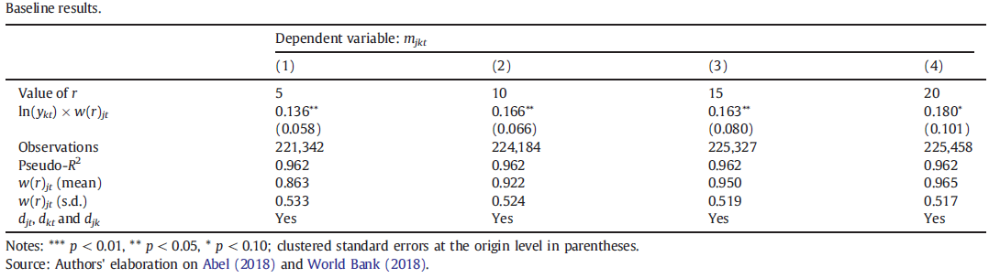 Baseline results.
Dependent variable: m_jkt
(1) (2) (3) (4)
Value of r 5 10 15 20
ln(y_kt) × w(r)_jt 0.136** 0.166** 0.163** 0.180*
(0.058) (0.066) (0.080) (0.101)
Observations 221,342 224,184 225,327 225,458
Pseudo-R² 0.962 0.962 0.962 0.962
w(r)_jt (mean) 0.863 0.922 0.950 0.965
w(r)_jt (s.d.) 0.533 0.524 0.519 0.517
d_jt, d_kt and d_jk Yes Yes Yes Yes
Notes: *** p < 0.01, ** p < 0.05, * p < 0.10; clustered standard errors at the origin level in parentheses.
Source: Authors' elaboration on Abel (2018) and World Bank (2018).